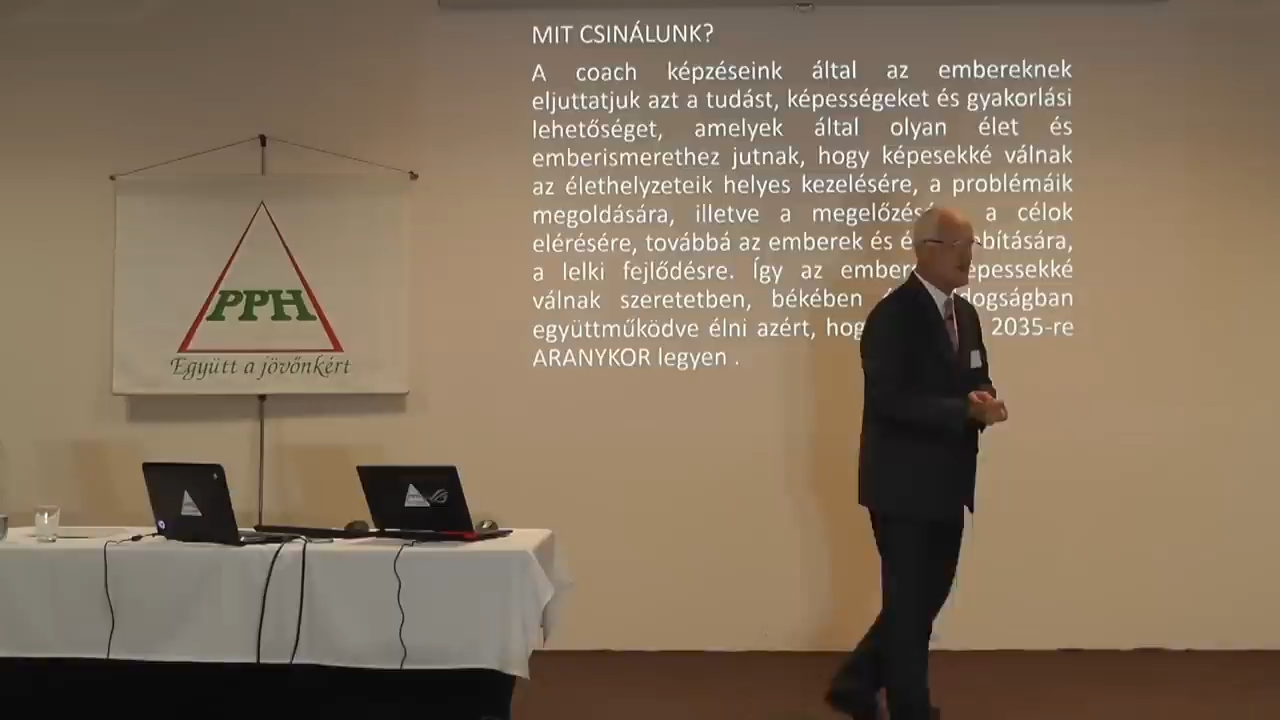 MIT CSINÁLUNK?
A coach képzéseink által az embereknek
eljuttatjuk azt a tudást, képességeket és gyakorlási
lehetőséget, amelyek által olyan élet és
emberismerethez jutnak, hogy képesekké válnak
az élethelyzeteik helyes kezelésére, a problémáik
megoldására, illetve a a célok
elérésére, továbbá az emberek és
a lelki fejlődésre. Így az
válnak szeretetben, békében
együttműködve élni azért, 2035-re
ARANYKOR legyen .
PPH
Együtt a jövőnkért